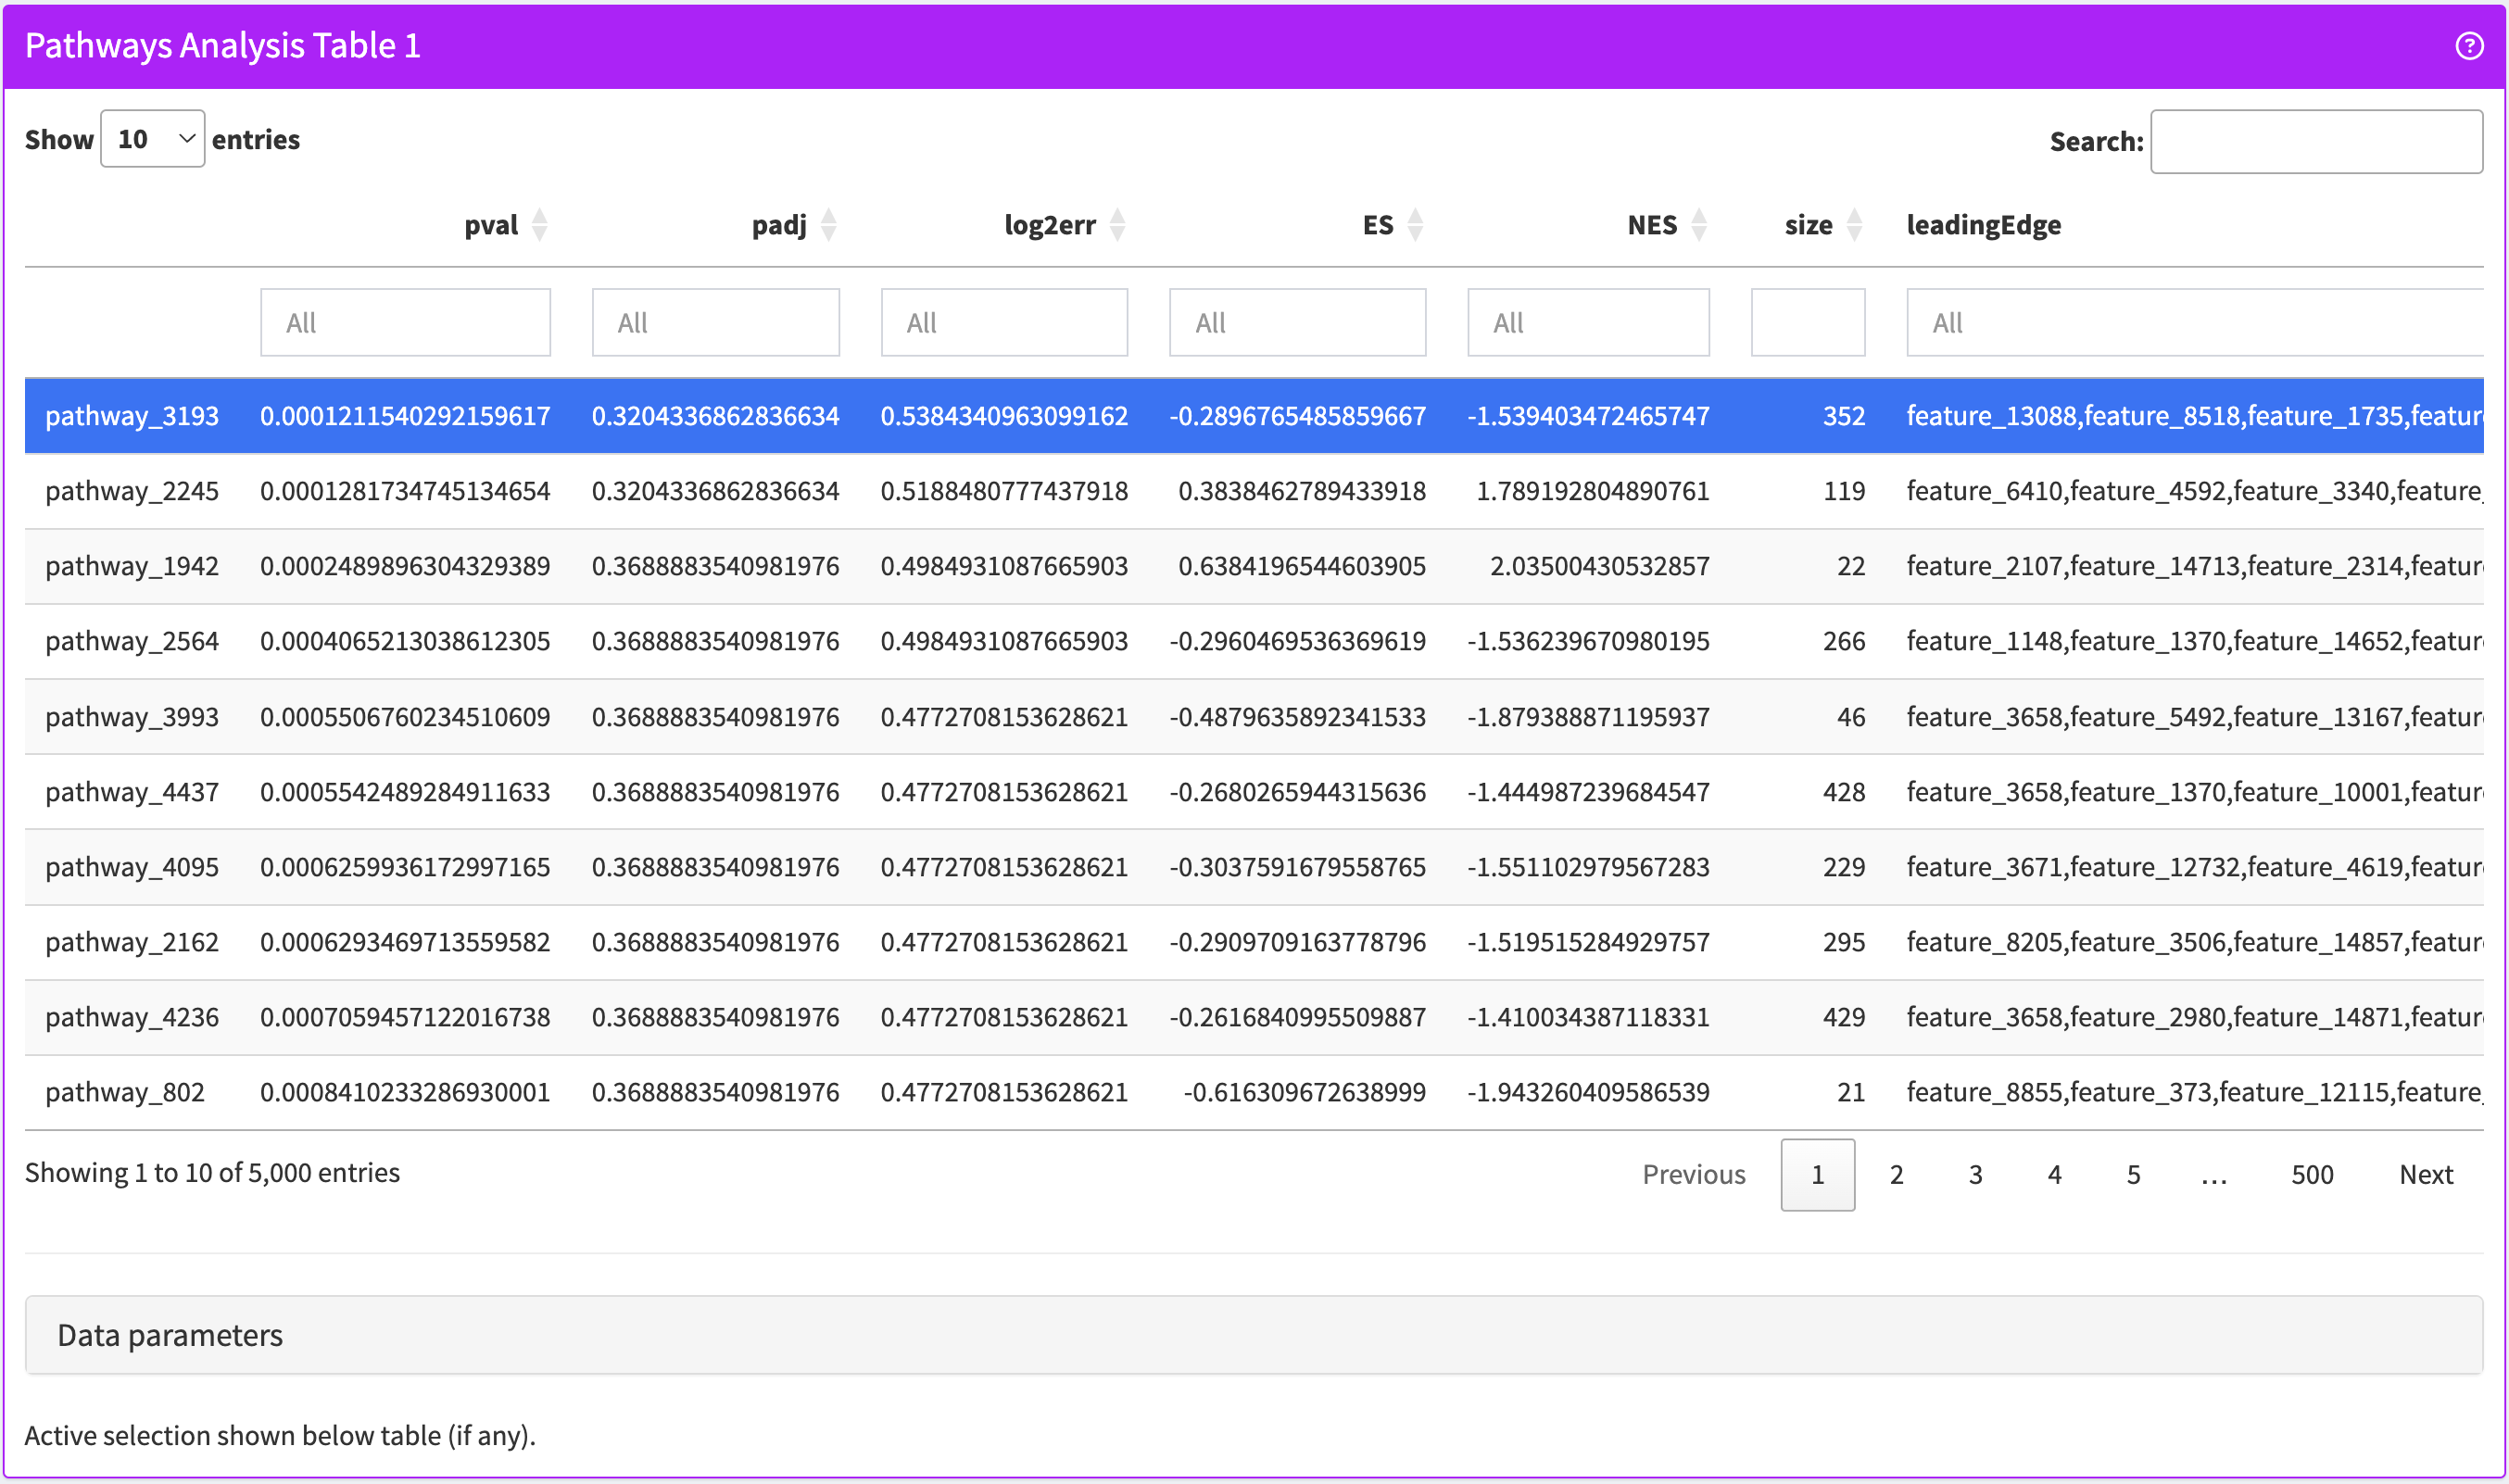 Pathways Analysis Table 1
Show 10 entries Search:
pval padj log2err ES NES size leadingEdge
All All All All All All
pathway_3193 0.0001211540292159617 0.3204336862836634 0.5384340963099162 -0.2896765485859667 -1.539403472465747 352 feature_13088,feature_8518,feature_1735,featur
pathway_2245 0.0001281734745134654 0.3204336862836634 0.5188480777437918 0.3838462789433918 1.789192804890761 119 feature_6410,feature_4592,feature_3340,feature_
pathway_1942 0.0002489896304329389 0.3688883540981976 0.4984931087665903 0.6384196544603905 2.03500430532857 22 feature_2107,feature_14713,feature_2314,featur
pathway_2564 0.0004065213038612305 0.3688883540981976 0.4984931087665903 -0.2960469536369619 -1.536239670980195 266 feature_1148,feature_1370,feature_14652,featur
pathway_3993 0.0005506760234510609 0.3688883540981976 0.4772708153628621 -0.4879635892341533 -1.879388871195937 46 feature_3658,feature_5492,feature_13167,featur
pathway_4437 0.0005542489284911633 0.3688883540981976 0.4772708153628621 -0.2680265944315636 -1.444987239684547 428 feature_3658,feature_1370,feature_10001,featur
pathway_4095 0.0006259936172997165 0.3688883540981976 0.4772708153628621 -0.3037591679558765 -1.551102979567283 229 feature_3671,feature_12732,feature_4619,featur
pathway_2162 0.0006293469713559582 0.3688883540981976 0.4772708153628621 -0.2909709163778796 -1.519515284929757 295 feature_8205,feature_3506,feature_14857,featur
pathway_4236 0.0007059457122016738 0.3688883540981976 0.4772708153628621 -0.2616840995509887 -1.410034387118331 429 feature_3658,feature_2980,feature_14871,featur
pathway_802 0.0008410233286930001 0.3688883540981976 0.4772708153628621 -0.616309672638999 -1.943260409586539 21 feature_8855,feature_373,feature_12115,feature_
Showing 1 to 10 of 5,000 entries Previous 1 2 3 4 5 … 500 Next
Data parameters
Active selection shown below table (if any).